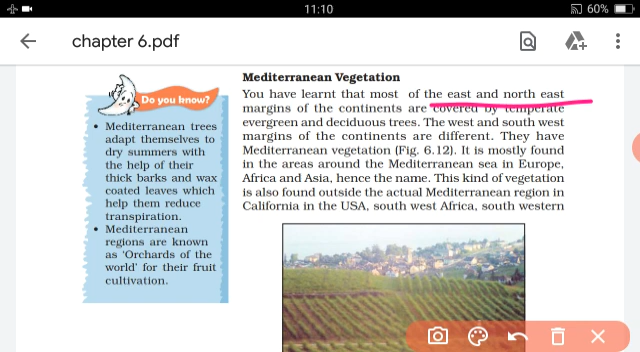 11:10
60%
chapter 6.pdf
Do you know?
• Mediterranean trees
adapt themselves to
dry summers with
the help of their
thick barks and wax
coated leaves which
help them reduce
transpiration.
• Mediterranean
regions are known
as 'Orchards of the
world' for their fruit
cultivation.
Mediterranean Vegetation
You have learnt that most of the east and north east
margins of the continents are covered by temperate
evergreen and deciduous trees. The west and south west
margins of the continents are different. They have
Mediterranean vegetation (Fig. 6.12). It is mostly found
in the areas around the Mediterranean sea in Europe,
Africa and Asia, hence the name. This kind of vegetation
is also found outside the actual Mediterranean region in
California in the USA, south west Africa, south western